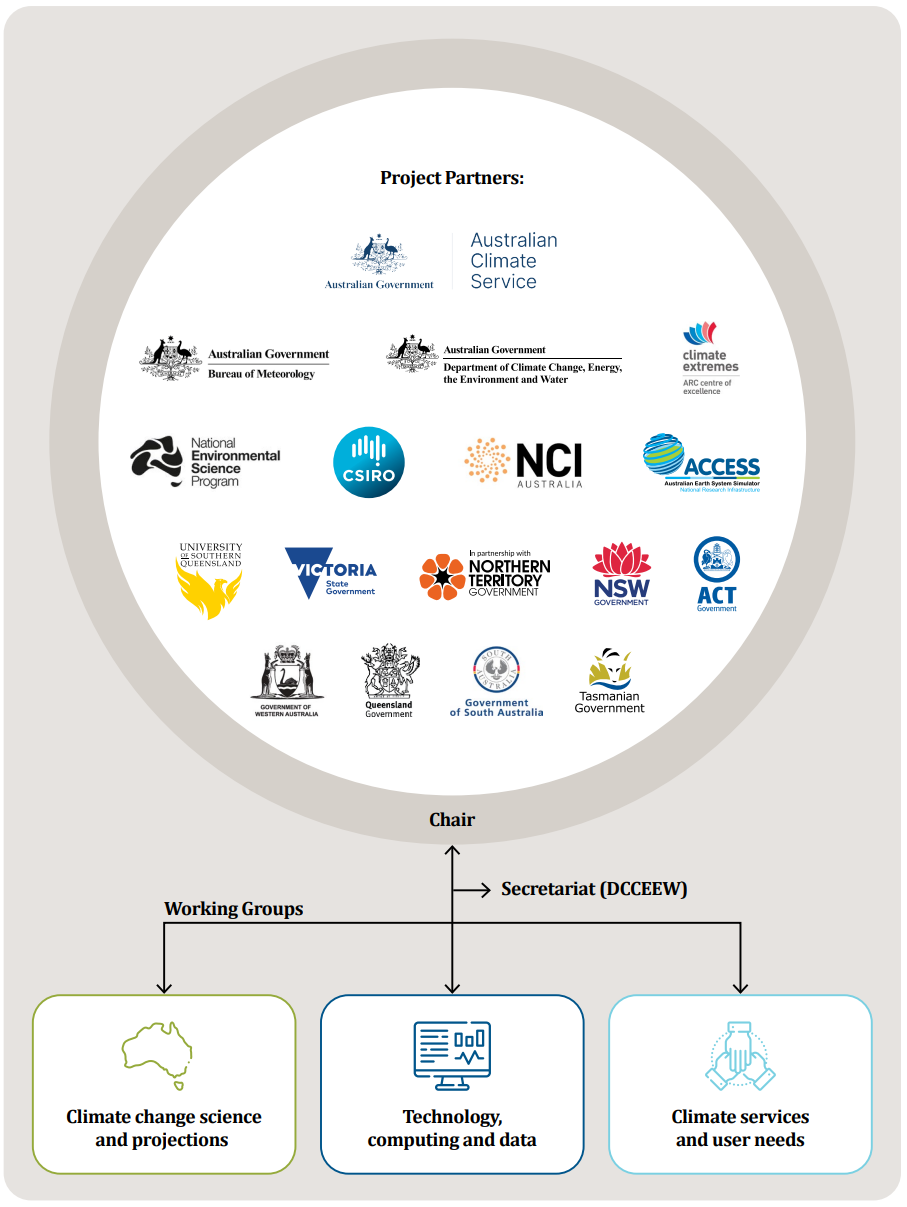 Project Partners:
Australian Government
Australian
Climate
Service
Australian Government
Bureau of Meteorology
Australian Government
Department of Climate Change, Energy,
the Environment and Water
climate
extremes
ARC centre of
excellence
National
Environmental
Science
Program
CSIRO
NCI
AUSTRALIA
ACCESS
Australian Earth System Simulator
National Research Infrastructure
UNIVERSITY
OF SOUTHERN
QUEENSLAND
VICTORIA
State
Government
In partnership with
NORTHERN
TERRITORY
GOVERNMENT
NSW
GOVERNMENT
ACT
Government
GOVERNMENT OF
WESTERN AUSTRALIA
Queensland
Government
SOUTH
AUSTRALIA
Government
of South Australia
Tasmanian
Government
Chair
Secretariat (DCCEEW)
Working Groups
Climate change science
and projections
Technology,
computing and data
Climate services
and user needs